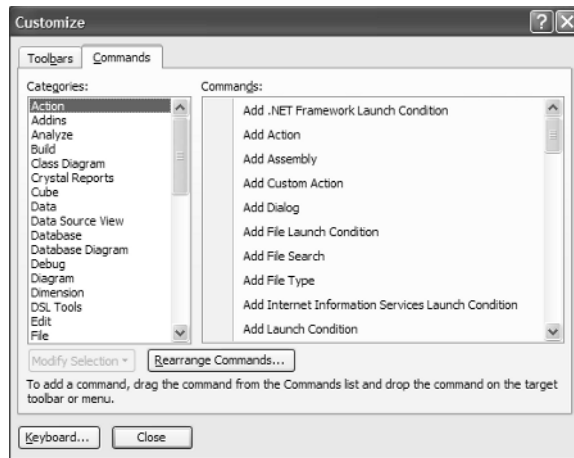 Customize
Toolbars Commands
Categories: Commands:
Action
Addins
Analyze
Build
Class Diagram
Crystal Reports
Cube
Data
Data Source View
Database
Database Diagram
Debug
Diagram
Dimension
DSL Tools
Edit
File
Add .NET Framework Launch Condition
Add Action
Add Assembly
Add Custom Action
Add Dialog
Add File Launch Condition
Add File Search
Add File Type
Add Internet Information Services Launch Condition
Add Launch Condition
Modify Selection Rearrange Commands...
To add a command, drag the command from the Commands list and drop the command on the target
toolbar or menu.
Keyboard... Close